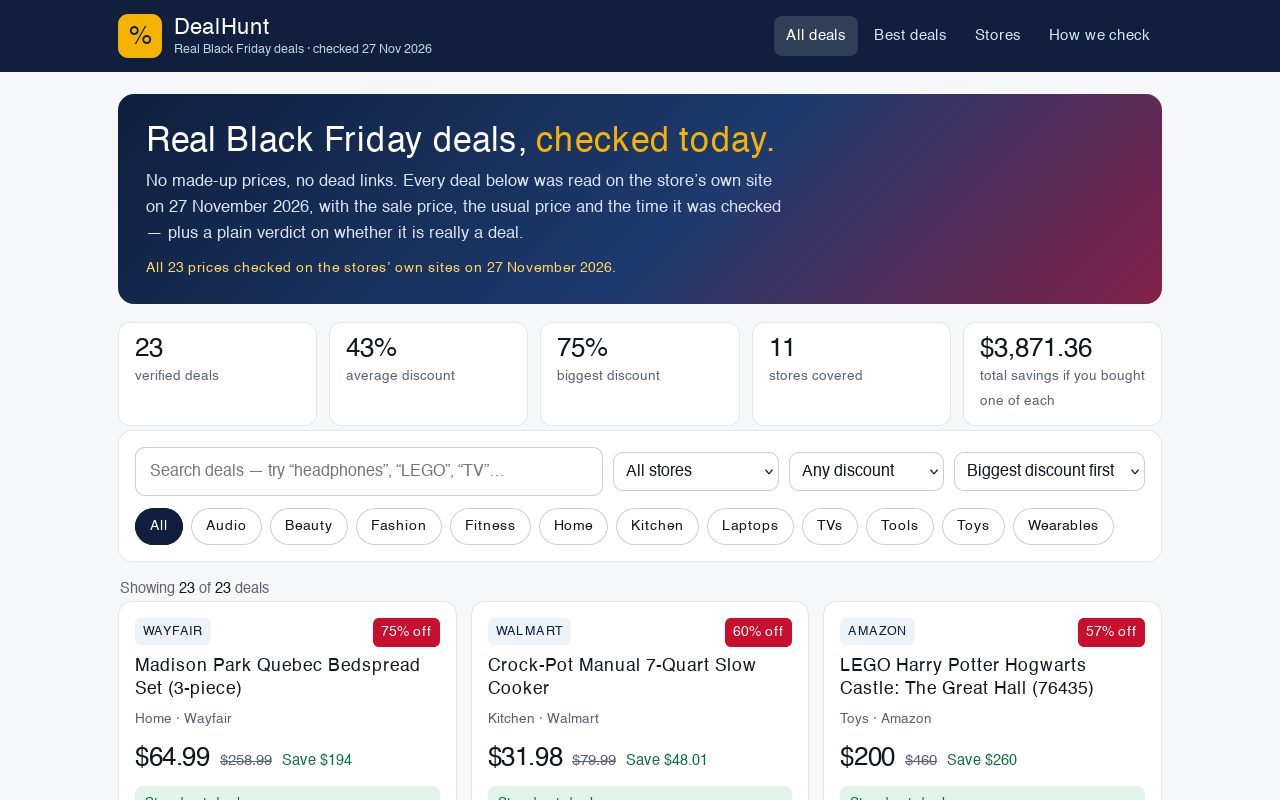 %
DealHunt
Real Black Friday deals · checked 27 Nov 2026
All deals
Best deals
Stores
How we check
Real Black Friday deals, checked today.
No made-up prices, no dead links. Every deal below was read on the store’s own site
on 27 November 2026, with the sale price, the usual price and the time it was checked
— plus a plain verdict on whether it is really a deal.
All 23 prices checked on the stores’ own sites on 27 November 2026.
23
verified deals
43%
average discount
75%
biggest discount
11
stores covered
$3,871.36
total savings if you bought
one of each
Search deals — try “headphones”, “LEGO”, “TV”…
All stores
Any discount
Biggest discount first
All
Audio
Beauty
Fashion
Fitness
Home
Kitchen
Laptops
TVs
Tools
Toys
Wearables
Showing 23 of 23 deals
WAYFAIR
75% off
Madison Park Quebec Bedspread
Set (3-piece)
Home · Wayfair
$64.99 $258.99 Save $194
WALMART
60% off
Crock-Pot Manual 7-Quart Slow
Cooker
Kitchen · Walmart
$31.98 $79.99 Save $48.01
AMAZON
57% off
LEGO Harry Potter Hogwarts
Castle: The Great Hall (76435)
Toys · Amazon
$200 $460 Save $260